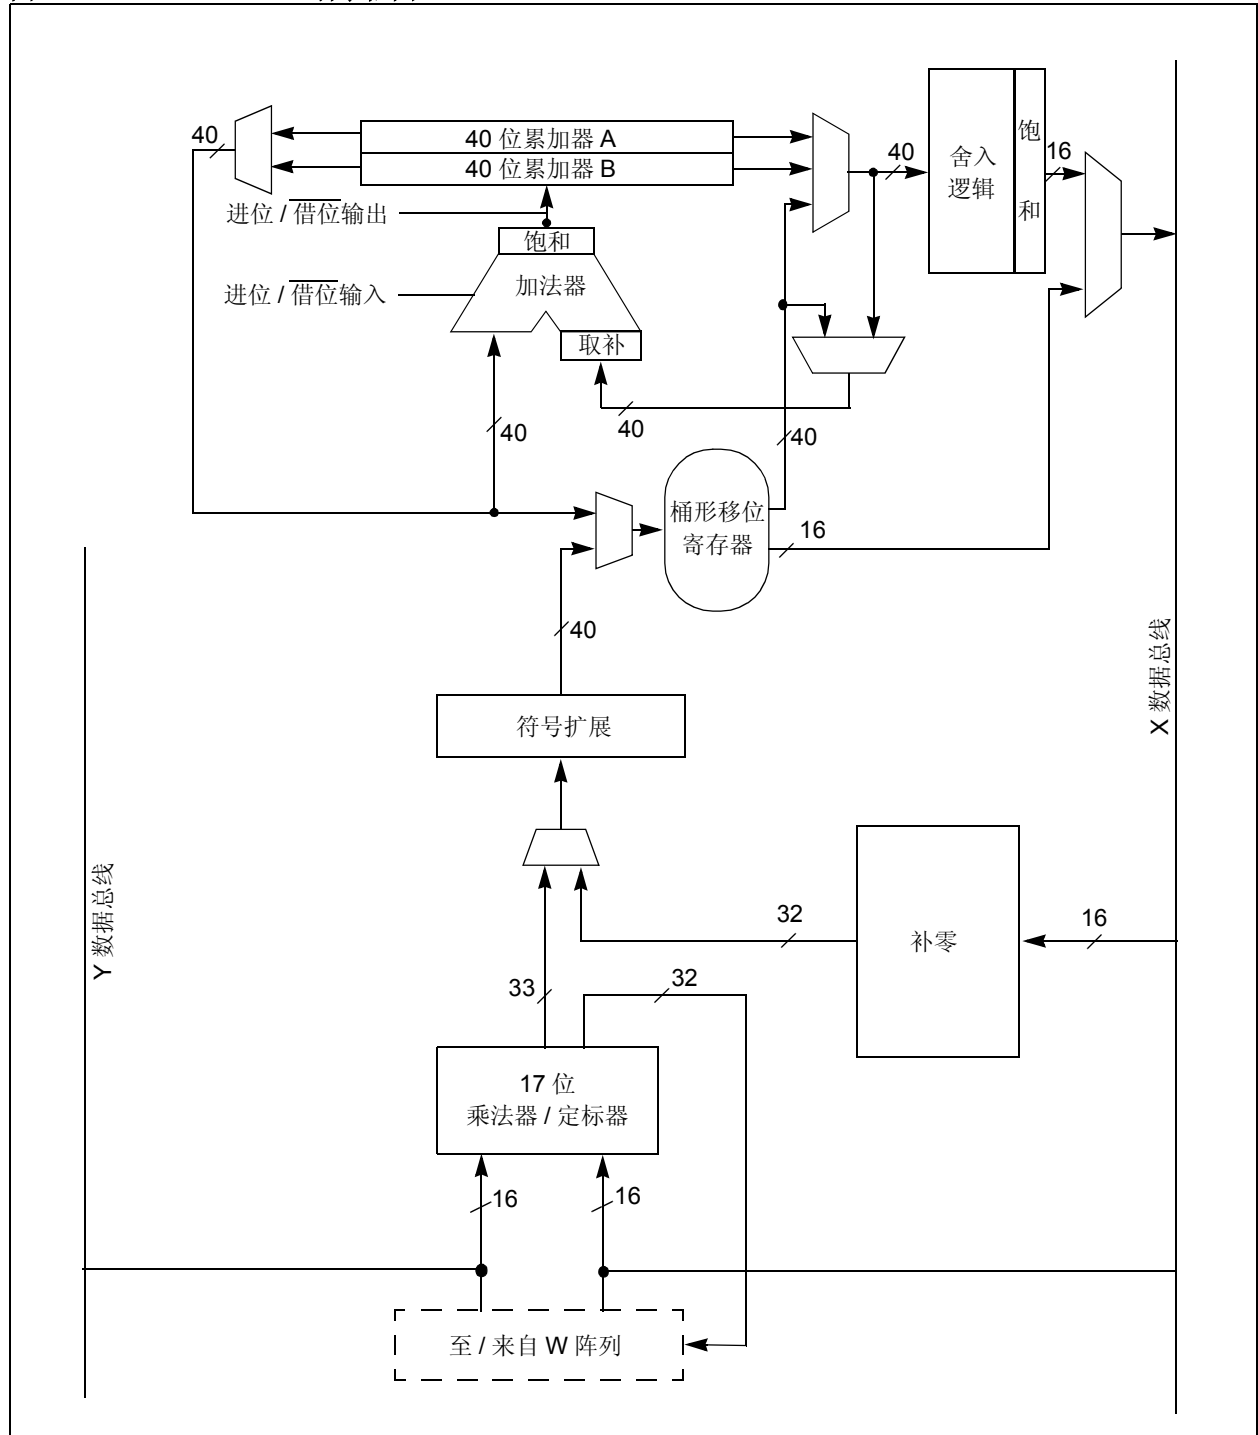 40
40 位累加器 A
40 位累加器 B
40
舍入
逻辑
饱
和
16
进位 / 借位输出
饱和
进位 / 借位输入
加法器
取补
40
40
40
桶形移位
寄存器
16
40
符号扩展
X 数据总线
Y 数据总线
32
补零
16
33
32
17 位
乘法器 / 定标器
16
16
至 / 来自 W 阵列